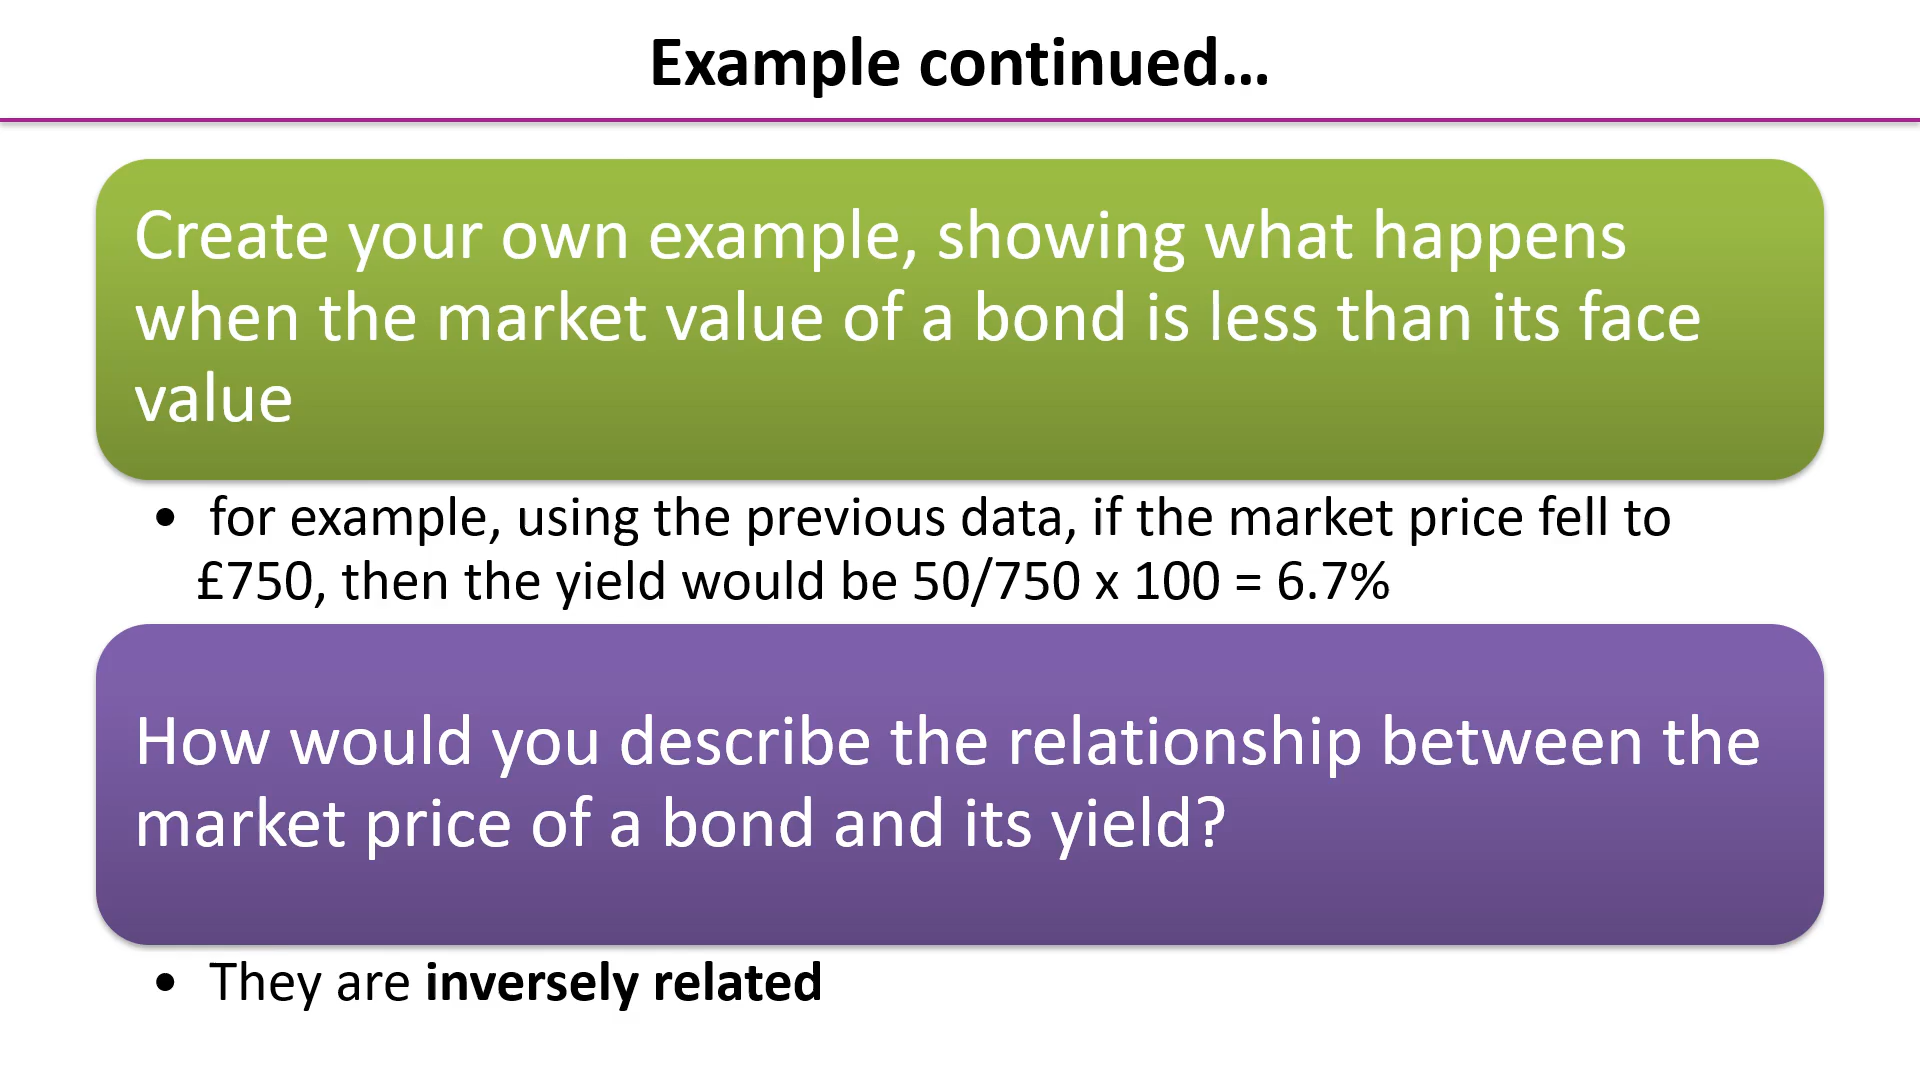 Example continued…
Create your own example, showing what happens
when the market value of a bond is less than its face
value
• for example, using the previous data, if the market price fell to
£750, then the yield would be 50/750 x 100 = 6.7%
How would you describe the relationship between the
market price of a bond and its yield?
• They are inversely related